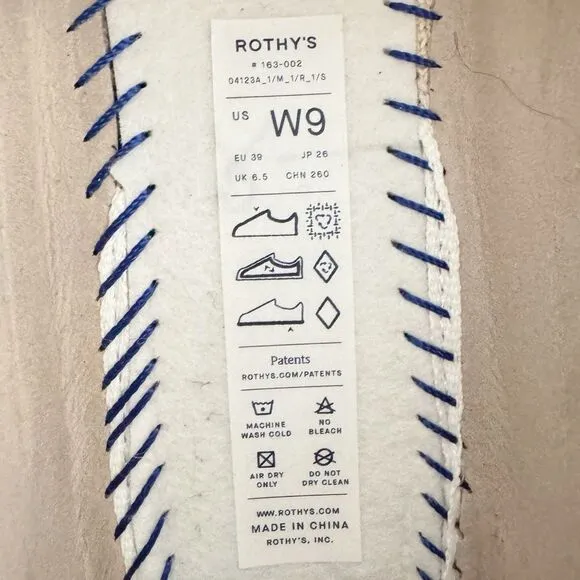 ROTHY'S
# 163-002
04123A_1/M_1/R_1/S
US W9
EU 39 JP 26
UK 6.5 CHN 260
Patents
ROTHYS.COM/PATENTS
MACHINE WASH COLD
NO BLEACH
AIR DRY ONLY
DO NOT DRY CLEAN
www.ROTHYS.COM
MADE IN CHINA
ROTHY'S, INC.